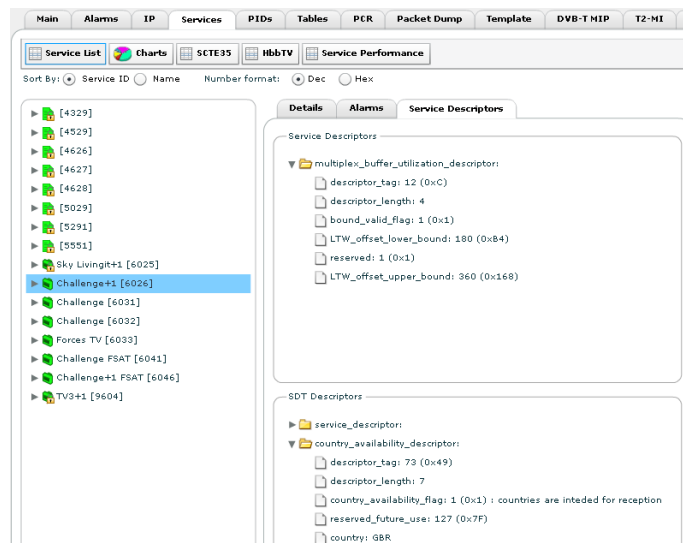 Main Alarms IP Services PIDs Tables PCR Packet Dump Template DVB-T MIP T2-MI
Service List Charts SCTE35 HbbTV Service Performance
Sort By: Service ID Name Number format: Dec Hex
[4329]
[4529]
[4626]
[4627]
[4628]
[5029]
[5291]
[5551]
Sky Livingit+1 [6025]
Challenge+1 [6026]
Challenge [6031]
Challenge [6032]
Forces TV [6033]
Challenge FSAT [6041]
Challenge+1 FSAT [6046]
TV3+1 [9604]
Details Alarms Service Descriptors
Service Descriptors
multiplex_buffer_utilization_descriptor:
descriptor_tag: 12 (0xC)
descriptor_length: 4
bound_valid_flag: 1 (0x1)
LTW_offset_lower_bound: 180 (0xB4)
reserved: 1 (0x1)
LTW_offset_upper_bound: 360 (0x168)
SDT Descriptors
service_descriptor:
country_availability_descriptor:
descriptor_tag: 73 (0x49)
descriptor_length: 7
country_availability_flag: 1 (0x1) : countries are inteded for reception
reserved_future_use: 127 (0x7F)
country: GBR